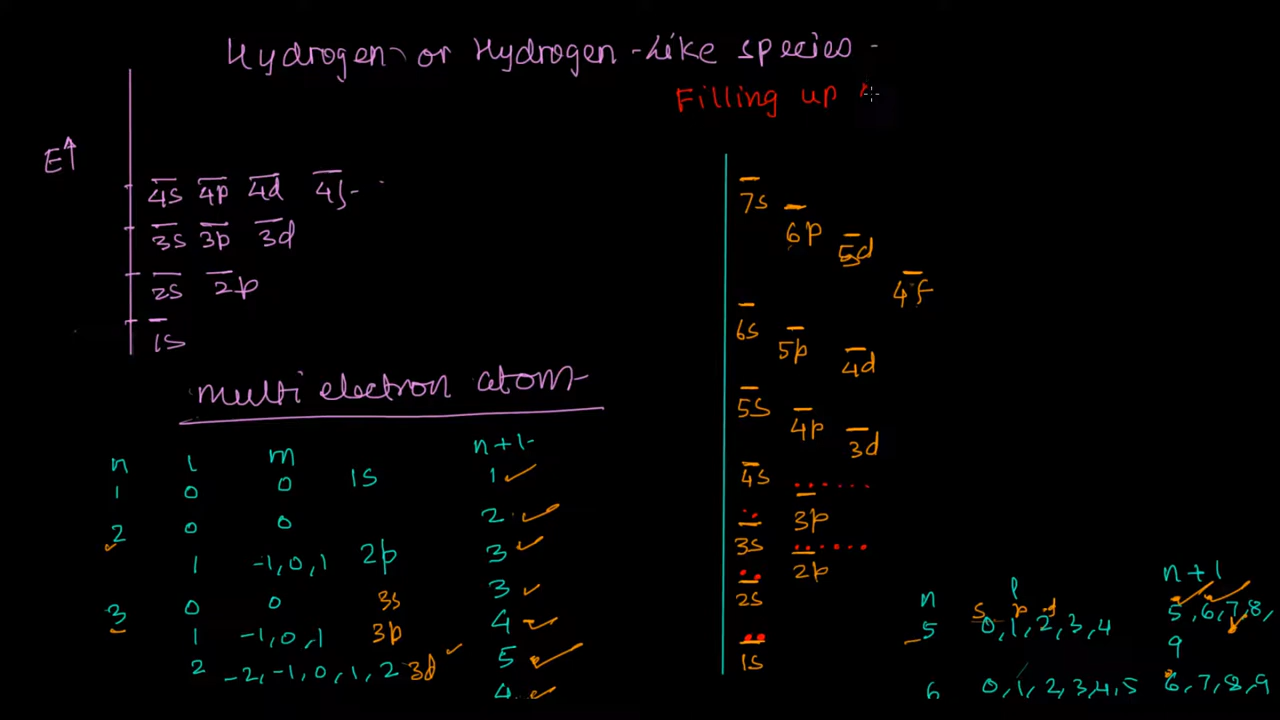 Hydrogen or Hydrogen-like species -
Filling up
E↑
4s 4p 4d 4f - -
3s 3p 3d
2s 2p
1s
multi electron atom-
n l m n+l-
1 0 0 1s 1
2 0 0 2
1 -1,0,1 2p 3
3 0 0 3s 3
1 -1,0,1 3p 4
2 -2,-1,0,1,2 3d 5
4
7s
6p
5d
4f
6s
5p
4d
5s
4p
3d
4s
3p
3s
2p
2s
1s
n l n+l
s p d
5 0,1,2,3,4 5,6,7,8,
9
6 0,1,2,3,4,5 6,7,8,9